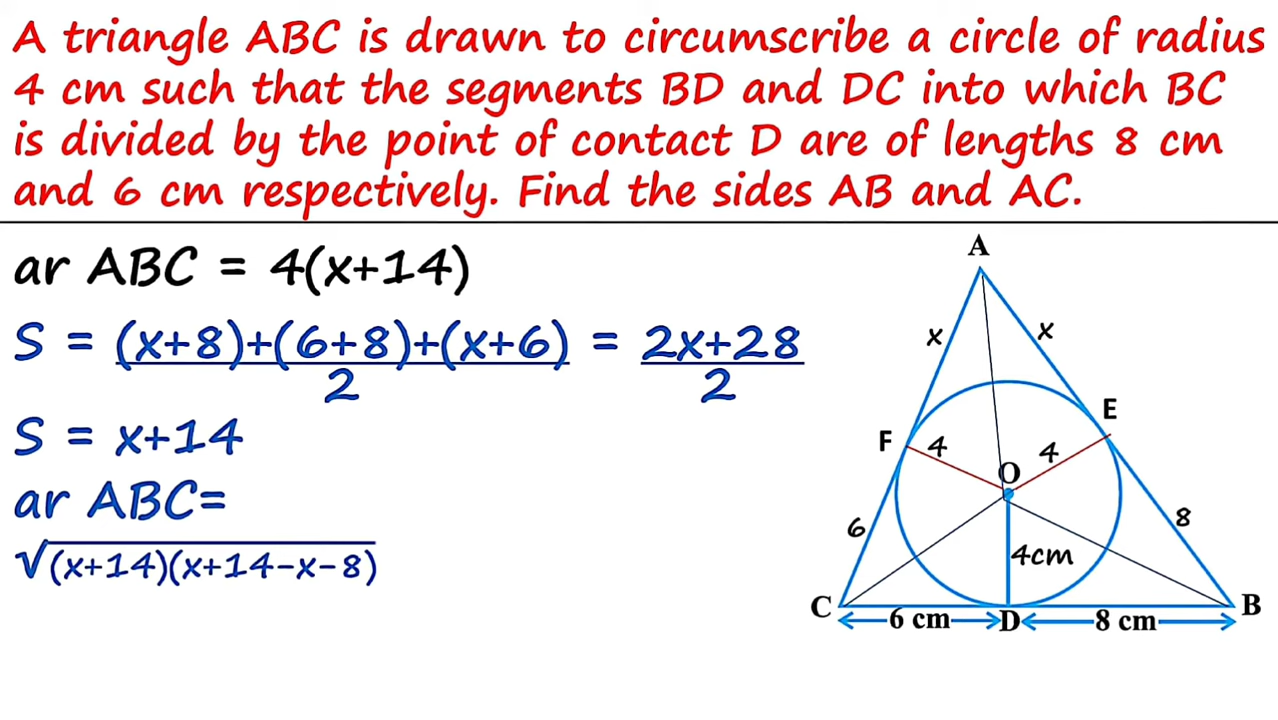 A triangle ABC is drawn to circumscribe a circle of radius
4 cm such that the segments BD and DC into which BC
is divided by the point of contact D are of lengths 8 cm
and 6 cm respectively. Find the sides AB and AC.
ar ABC = 4(x+14)
S = (x+8)+(6+8)+(x+6) = 2x+28
2 2
S = x+14
ar ABC=
√(x+14)(x+14-x-8)
A
x x
E
F 4 4
O
6 8
4cm
C D B
6 cm 8 cm